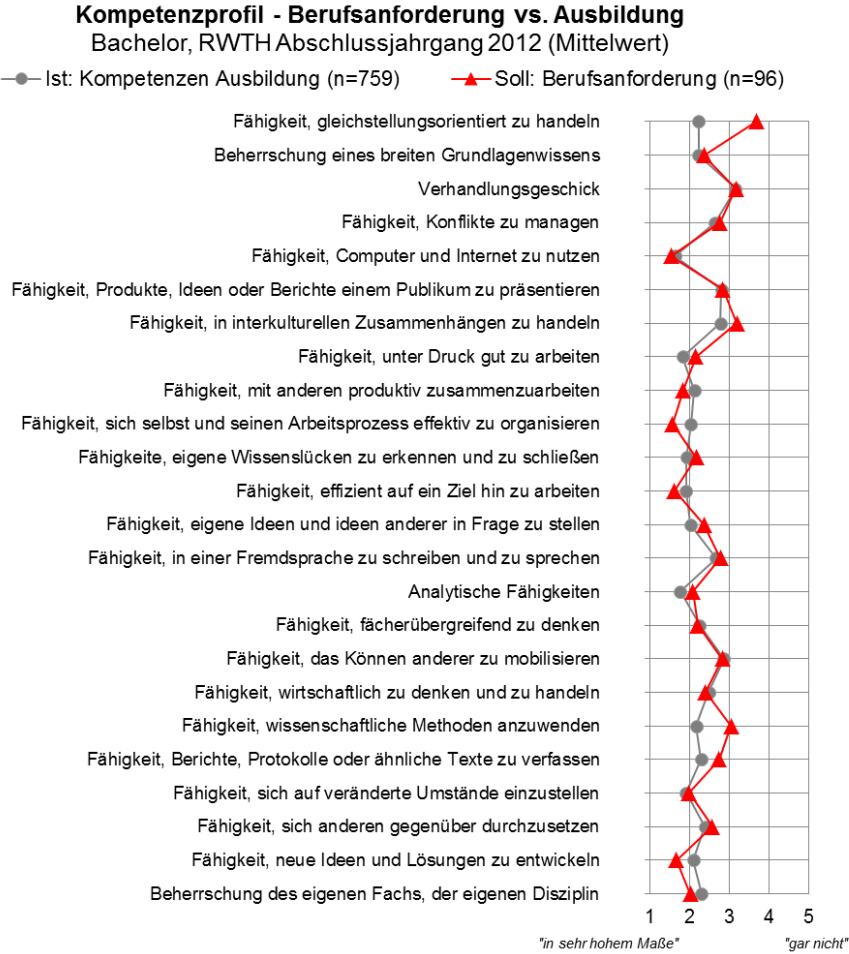 Kompetenzprofil - Berufsanforderung vs. Ausbildung
Bachelor, RWTH Abschlussjahrgang 2012 (Mittelwert)
Ist: Kompetenzen Ausbildung (n=759) Soll: Berufsanforderung (n=96)
Fähigkeit, gleichstellungsorientiert zu handeln
Beherrschung eines breiten Grundlagenwissens
Verhandlungsgeschick
Fähigkeit, Konflikte zu managen
Fähigkeit, Computer und Internet zu nutzen
Fähigkeit, Produkte, Ideen oder Berichte einem Publikum zu präsentieren
Fähigkeit, in interkulturellen Zusammenhängen zu handeln
Fähigkeit, unter Druck gut zu arbeiten
Fähigkeit, mit anderen produktiv zusammenzuarbeiten
Fähigkeit, sich selbst und seinen Arbeitsprozess effektiv zu organisieren
Fähigkeite, eigene Wissenslücken zu erkennen und zu schließen
Fähigkeit, effizient auf ein Ziel hin zu arbeiten
Fähigkeit, eigene Ideen und ideen anderer in Frage zu stellen
Fähigkeit, in einer Fremdsprache zu schreiben und zu sprechen
Analytische Fähigkeiten
Fähigkeit, fächerübergreifend zu denken
Fähigkeit, das Können anderer zu mobilisieren
Fähigkeit, wirtschaftlich zu denken und zu handeln
Fähigkeit, wissenschaftliche Methoden anzuwenden
Fähigkeit, Berichte, Protokolle oder ähnliche Texte zu verfassen
Fähigkeit, sich auf veränderte Umstände einzustellen
Fähigkeit, sich anderen gegenüber durchzusetzen
Fähigkeit, neue Ideen und Lösungen zu entwickeln
Beherrschung des eigenen Fachs, der eigenen Disziplin
1 2 3 4 5
"in sehr hohem Maße" "gar nicht"